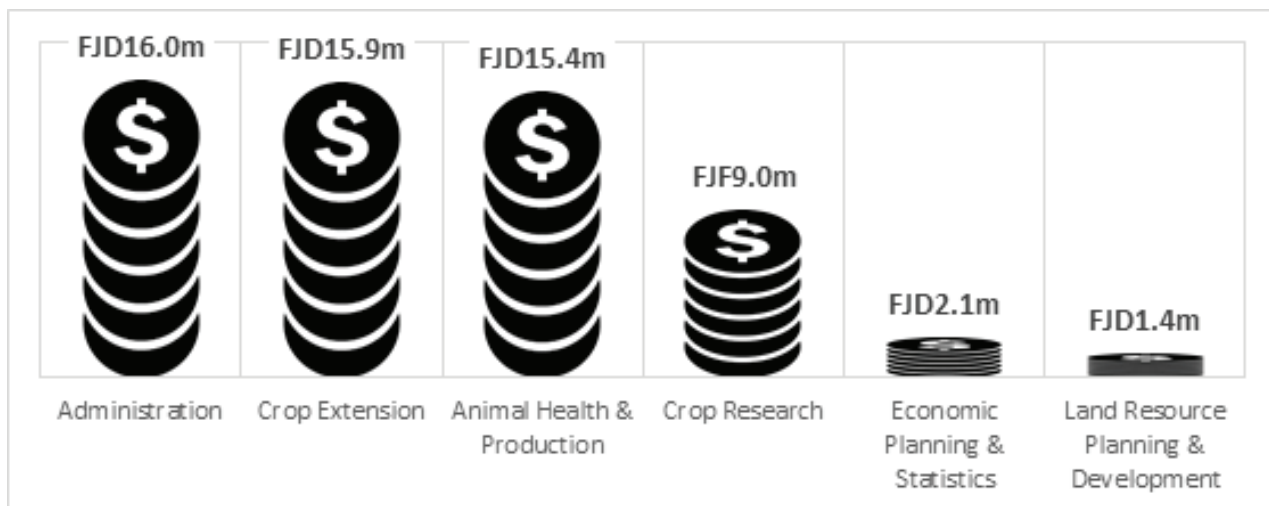 FJD16.0m
FJD15.9m
FJD15.4m
FJF9.0m
FJD2.1m
FJD1.4m
$
$
$
$
$
$
Administration
Crop Extension
Animal Health &
Production
Crop Research
Economic
Planning &
Statistics
Land Resource
Planning &
Development